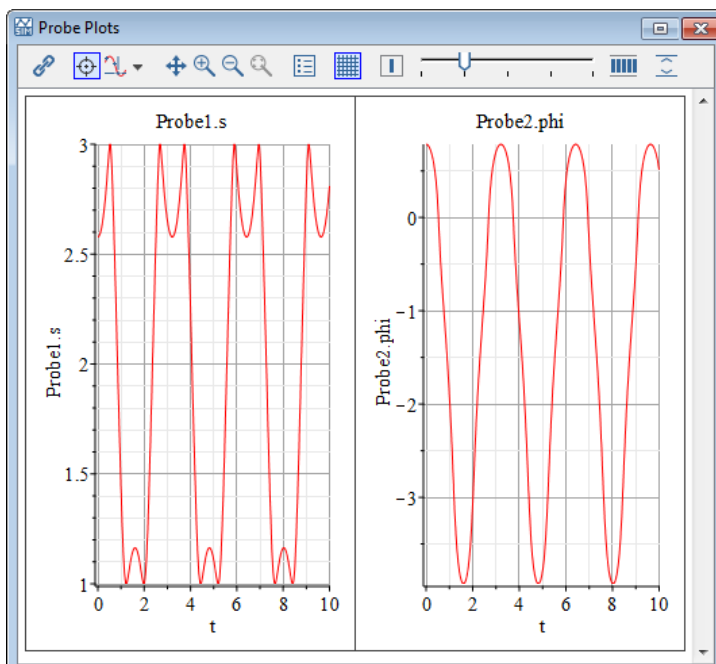 SIM
Probe Plots
Probe1.s
Probe1.s
3
2.5
2
1.5
1
0 2 4 6 8 10
t
Probe2.phi
Probe2.phi
0
−1
−2
−3
0 2 4 6 8 10
t